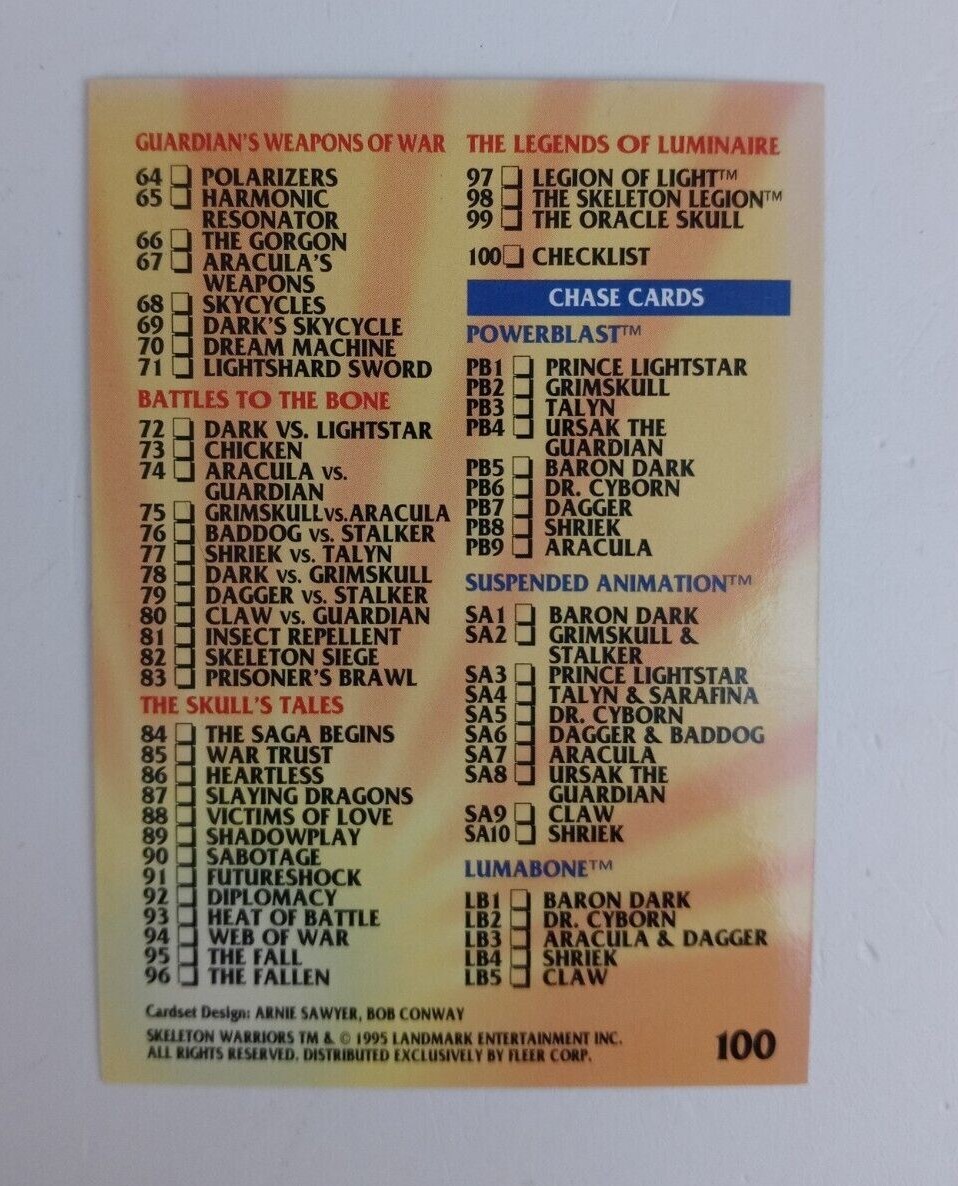 GUARDIAN'S WEAPONS OF WAR
64 POLARIZERS
65 HARMONIC
RESONATOR
66 THE GORGON
67 ARACULA'S
WEAPONS
68 SKYCYCLES
69 DARK'S SKYCYCLE
70 DREAM MACHINE
71 LIGHTSHARD SWORD
BATTLES TO THE BONE
72 DARK VS. LIGHTSTAR
73 CHICKEN
74 ARACULA VS.
GUARDIAN
75 GRIMSKULL VS. ARACULA
76 BADDOG VS. STALKER
77 SHRIEK VS. TALYN
78 DARK VS. GRIMSKULL
79 DAGGER VS. STALKER
80 CLAW VS. GUARDIAN
81 INSECT REPELLENT
82 SKELETON SIEGE
83 PRISONER'S BRAWL
THE SKULL'S TALES
84 THE SAGA BEGINS
85 WAR TRUST
86 HEARTLESS
87 SLAYING DRAGONS
88 VICTIMS OF LOVE
89 SHADOWPLAY
90 SABOTAGE
91 FUTURESHOCK
92 DIPLOMACY
93 HEAT OF BATTLE
94 WEB OF WAR
95 THE FALL
96 THE FALLEN
THE LEGENDS OF LUMINAIRE
97 LEGION OF LIGHT™
98 THE SKELETON LEGION™
99 THE ORACLE SKULL
100 CHECKLIST
CHASE CARDS
POWERBLAST™
PB1 PRINCE LIGHTSTAR
PB2 GRIMSKULL
PB3 TALYN
PB4 URSAK THE
GUARDIAN
PB5 BARON DARK
PB6 DR. CYBORN
PB7 DAGGER
PB8 SHRIEK
PB9 ARACULA
SUSPENDED ANIMATION™
SA1 BARON DARK
SA2 GRIMSKULL &
STALKER
SA3 PRINCE LIGHTSTAR
SA4 TALYN & SARAFINA
SA5 DR. CYBORN
SA6 DAGGER & BADDOG
SA7 ARACULA
SA8 URSAK THE
GUARDIAN
SA9 CLAW
SA10 SHRIEK
LUMABONE™
LB1 BARON DARK
LB2 DR. CYBORN
LB3 ARACULA & DAGGER
LB4 SHRIEK
LB5 CLAW
Cardset Design: ARNIE SAWYER, BOB CONWAY
SKELETON WARRIORS TM & © 1995 LANDMARK ENTERTAINMENT INC.
ALL RIGHTS RESERVED. DISTRIBUTED EXCLUSIVELY BY FLEER CORP.
100